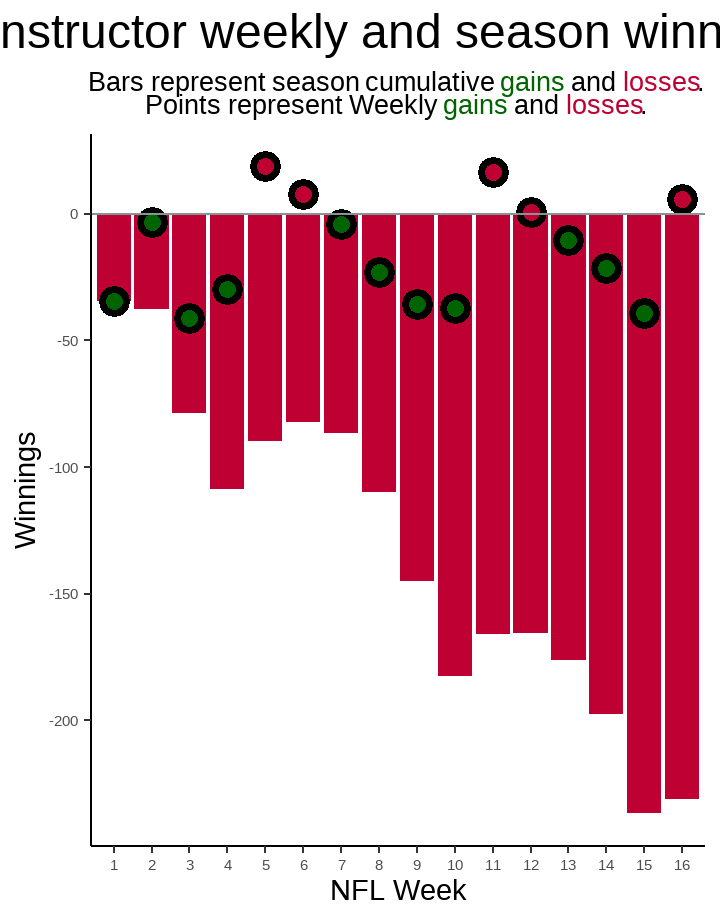 nstructor weekly and season winn
Bars represent season cumulative gains and losses.
Points represent Weekly gains and losses.
0
-50
-100
-150
-200
Winnings
1 2 3 4 5 6 7 8 9 10 11 12 13 14 15 16
NFL Week